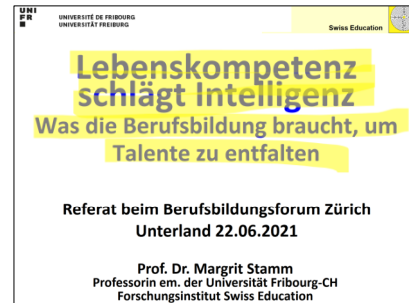 UNI
FR
UNIVERSITÉ DE FRIBOURG
UNIVERSITÄT FREIBURG
Swiss Education
Lebenskompetenz
schlägt Intelligenz
Was die Berufsbildung braucht, um
Talente zu entfalten
Referat beim Berufsbildungsforum Zürich
Unterland 22.06.2021
Prof. Dr. Margrit Stamm
Professorin em. der Universität Fribourg-CH
Forschungsinstitut Swiss Education